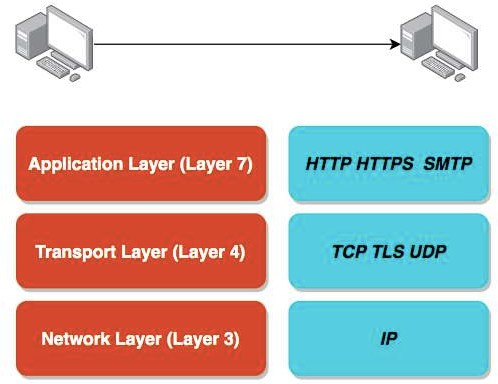 Application Layer (Layer 7)
HTTP HTTPS SMTP
Transport Layer (Layer 4)
TCP TLS UDP
Network Layer (Layer 3)
IP